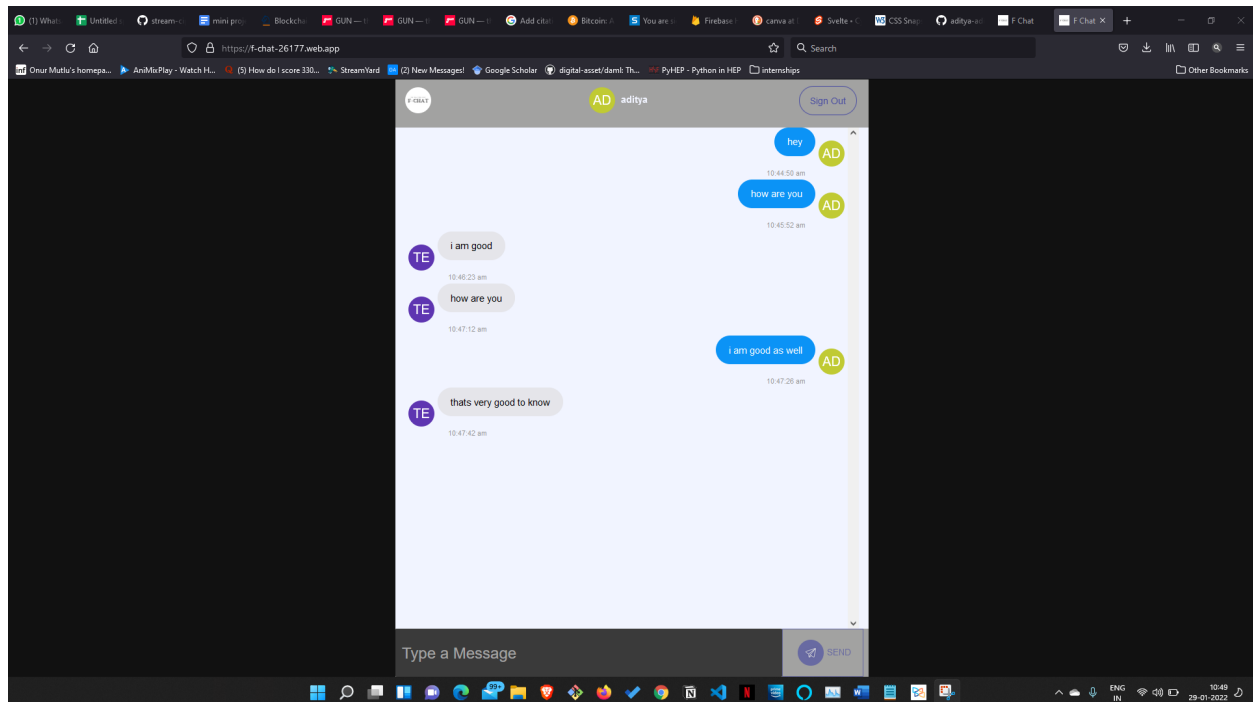 (1) Whats
Untitled s
stream-ci
mini proj
Blockcha
GUN — th
GUN — th
GUN — th
Add citati
Bitcoin: A
You are si
Firebase
canva at
Svelte • C
CSS Snap
aditya-ad
F Chat
F Chat
https://f-chat-26177.web.app
Search
Onur Mutlu's homepa...
AniMixPlay - Watch H...
(5) How do I score 330...
StreamYard
(2) New Messages!
Google Scholar
digital-asset/daml: Th...
PyHEP - Python in HEP
internships
Other Bookmarks
F-CHAT
AD aditya
Sign Out
hey
AD
10:44:50 am
how are you
AD
10:45:52 am
i am good
TE
10:46:23 am
how are you
TE
10:47:12 am
i am good as well
AD
10:47:26 am
thats very good to know
TE
10:47:42 am
Type a Message
SEND
99+
ENG
IN
10:49
29-01-2022